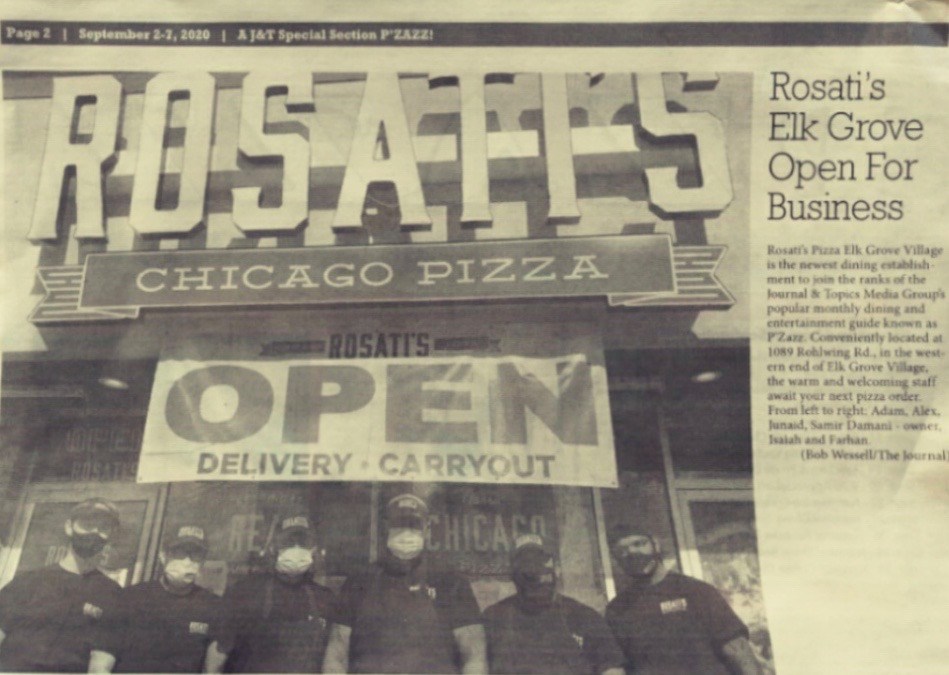 Page 2 | September 2-7, 2020 | A J&T Special Section P'ZAZZ!
ROSATI'S
CHICAGO PIZZA
ROSATI'S
OPEN
DELIVERY · CARRYOUT
CHICAGO
Rosati's
Elk Grove
Open For
Business
Rosati's Pizza Elk Grove Village
is the newest dining establish-
ment to join the ranks of the
Journal & Topics Media Group's
popular monthly dining and
entertainment guide known as
P'Zazz. Conveniently located at
1089 Rohlwing Rd., in the west-
ern end of Elk Grove Village,
the warm and welcoming staff
await your next pizza order.
From left to right: Adam, Alex,
Junaid, Samir Damani - owner,
Isaiah and Farhan.
(Bob Wessell/The Journal)